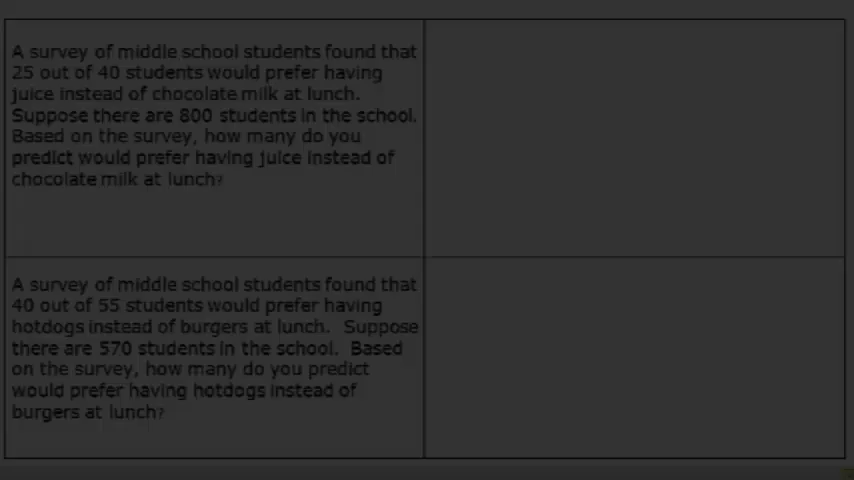 A survey of middle school students found that
25 out of 40 students would prefer having
juice instead of chocolate milk at lunch.
Suppose there are 800 students in the school.
Based on the survey, how many do you
predict would prefer having juice instead of
chocolate milk at lunch?
A survey of middle school students found that
40 out of 55 students would prefer having
hotdogs instead of burgers at lunch.  Suppose
there are 570 students in the school.  Based
on the survey, how many do you predict
would prefer having hotdogs instead of
burgers at lunch?